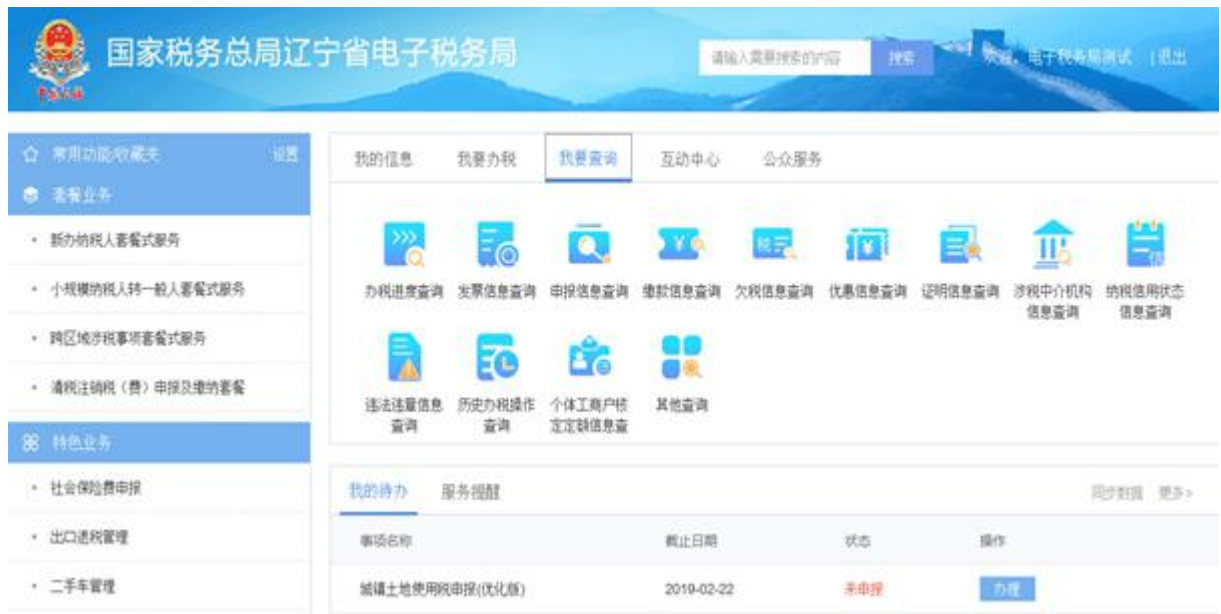 国家税务总局辽宁省电子税务局
请输入需要搜索的内容 搜索 欢迎，电子税务局测试 | 退出
中国税务
常用功能/收藏夹 设置
套餐业务
· 新办纳税人套餐式服务
· 小规模纳税人转一般人套餐式服务
· 跨区域涉税事项套餐式服务
· 清税注销税（费）申报及缴纳套餐
特色业务
· 社会保险费申报
· 出口退税管理
· 二手车管理
我的信息 我要办税 我要查询 互动中心 公众服务
办税进度查询 发票信息查询 申报信息查询 缴款信息查询 欠税信息查询 优惠信息查询 证明信息查询 涉税中介机构 纳税信用状态
信息查询 信息查询
违法违章信息 历史办税操作 个体工商户核 其他查询
查询 查询 定定额信息查
我的待办 服务提醒 同步数据 更多>
事项名称 截止日期 状态 操作
城镇土地使用税申报(优化版) 2019-02-22 未申报 办理